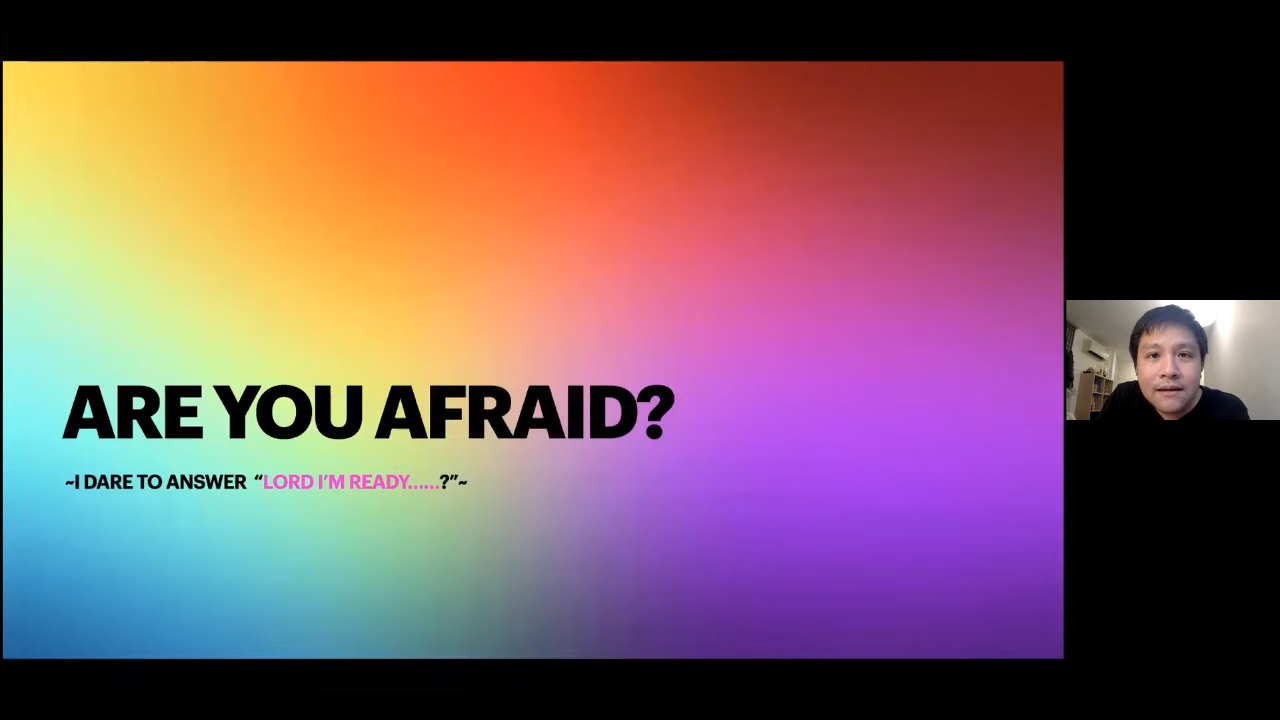 ARE YOU AFRAID?
~I DARE TO ANSWER “LORD I’M READY……?”~